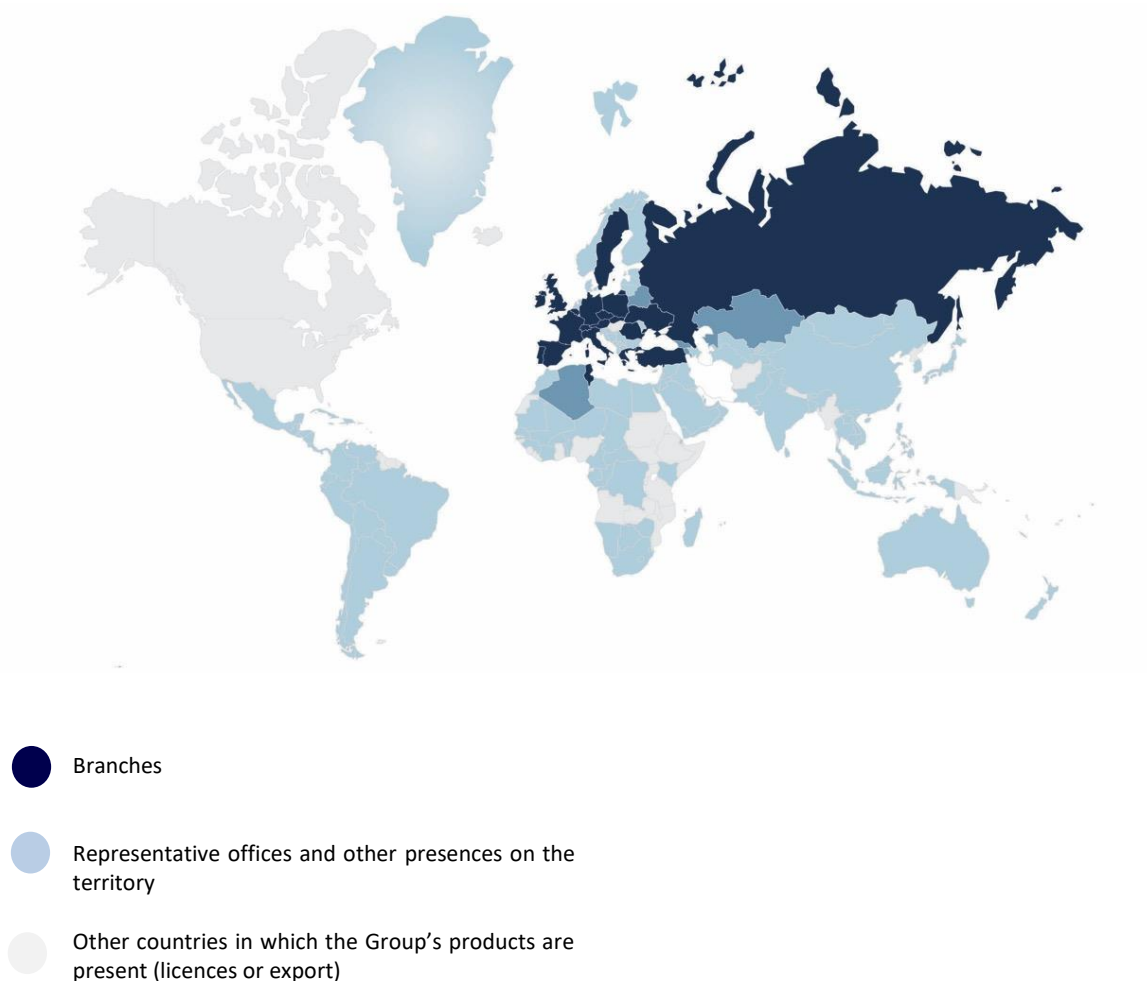 Branches
Representative offices and other presences on the
territory
Other countries in which the Group’s products are
present (licences or export)